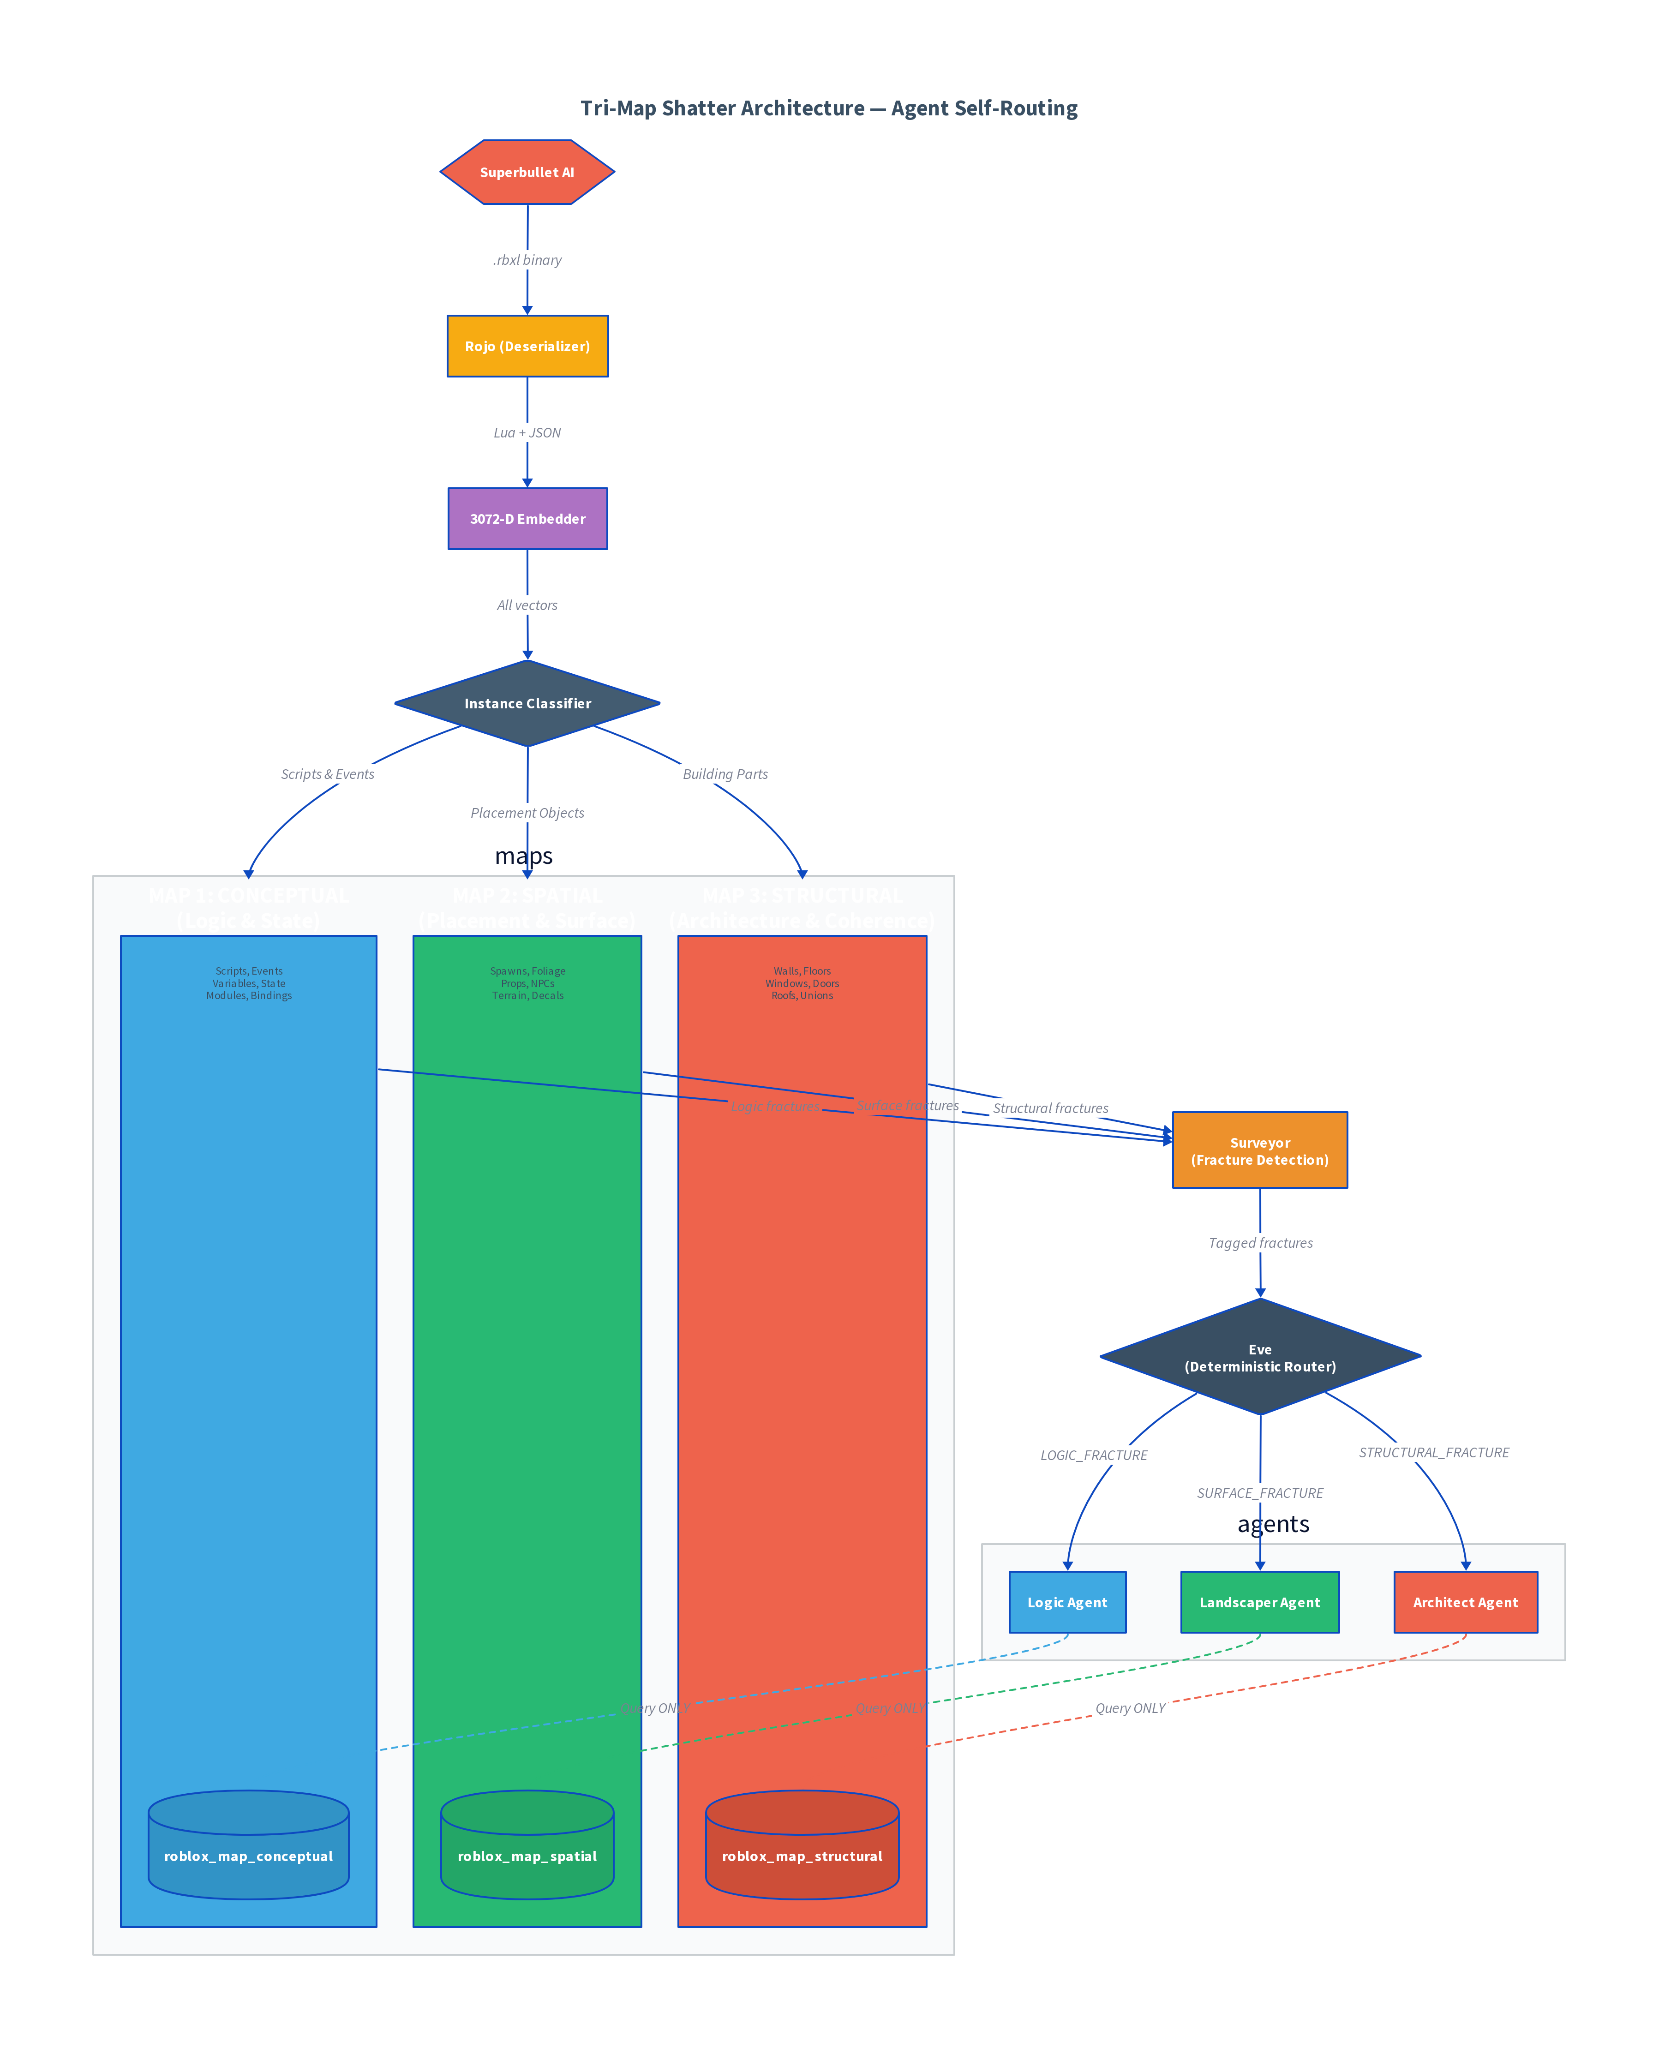 Tri-Map Shatter Architecture — Agent Self-Routing
Superbullet AI
.rbxl binary
Rojo (Deserializer)
Lua + JSON
3072-D Embedder
All vectors
Instance Classifier
Scripts & Events
Building Parts
Placement Objects
maps
MAP 1: CONCEPTUAL
(Logic & State)
MAP 2: SPATIAL
(Placement & Surface)
MAP 3: STRUCTURAL
(Architecture & Coherence)
Scripts, Events
Variables, State
Modules, Bindings
Spawns, Foliage
Props, NPCs
Terrain, Decals
Walls, Floors
Windows, Doors
Roofs, Unions
Logic fractures
Surface fractures
Structural fractures
Surveyor
(Fracture Detection)
Tagged fractures
Eve
(Deterministic Router)
LOGIC_FRACTURE
STRUCTURAL_FRACTURE
SURFACE_FRACTURE
agents
Logic Agent
Landscaper Agent
Architect Agent
Query ONLY
Query ONLY
Query ONLY
roblox_map_conceptual
roblox_map_spatial
roblox_map_structural